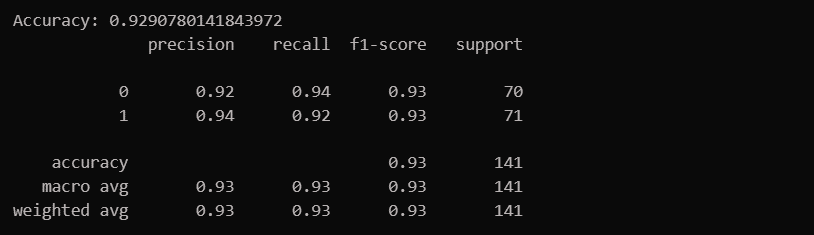 Accuracy: 0.9290780141843972
precision recall f1-score support
0 0.92 0.94 0.93 70
1 0.94 0.92 0.93 71
accuracy 0.93 141
macro avg 0.93 0.93 0.93 141
weighted avg 0.93 0.93 0.93 141